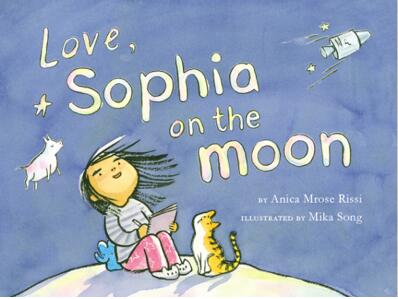 Love,
Sophia
on the
moon
BY Anica Mrose Rissi
ILLUSTRATED BY Mika Song